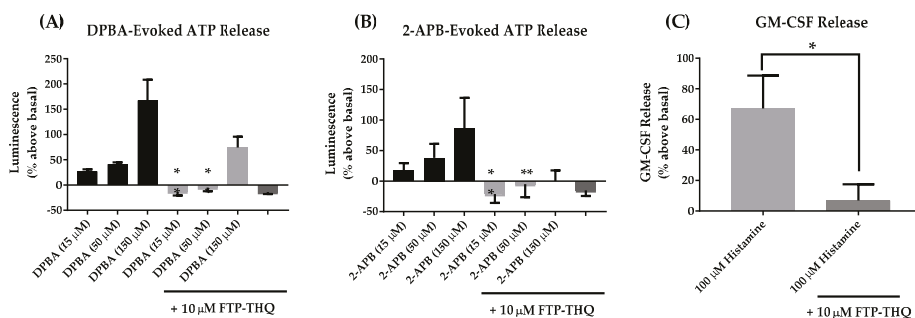 (A)
DPBA-Evoked ATP Release
Luminescence
(% above basal)
250
200
150
100
50
0
-50
*
*
*
*
DPBA (15 μM)
DPBA (50 μM)
DPBA (150 μM)
DPBA (15 μM)
DPBA (50 μM)
DPBA (150 μM)
+ 10 μM FTP-THQ
(B)
2-APB-Evoked ATP Release
Luminescence
(% above basal)
200
150
100
50
0
-50
*
**
*
2-APB (15 μM)
2-APB (50 μM)
2-APB (150 μM)
2-APB (15 μM)
2-APB (50 μM)
2-APB (150 μM)
+ 10 μM FTP-THQ
(C)
GM-CSF Release
GM-CSF Release
(% above basal)
100
80
60
40
20
0
*
100 μM Histamine
100 μM Histamine
+ 10 μM FTP-THQ